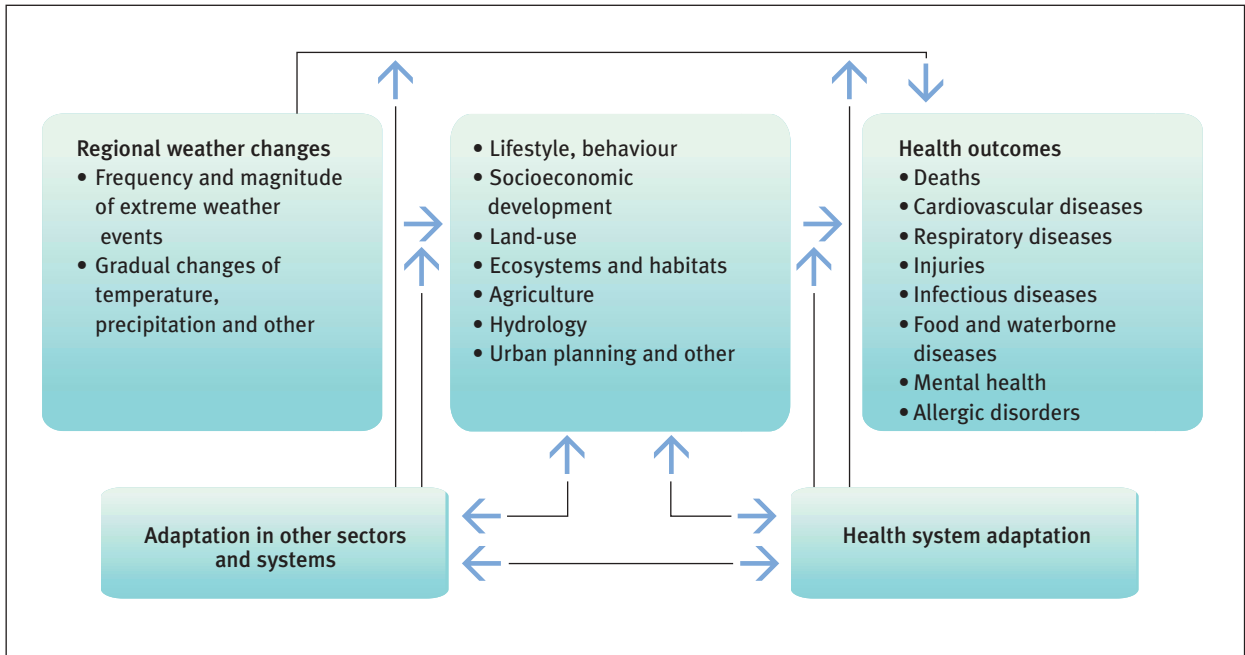 Regional weather changes
• Frequency and magnitude
of extreme weather
events
• Gradual changes of
temperature,
precipitation and other
• Lifestyle, behaviour
• Socioeconomic
development
• Land-use
• Ecosystems and habitats
• Agriculture
• Hydrology
• Urban planning and other
Health outcomes
• Deaths
• Cardiovascular diseases
• Respiratory diseases
• Injuries
• Infectious diseases
• Food and waterborne
diseases
• Mental health
• Allergic disorders
Adaptation in other sectors
and systems
Health system adaptation